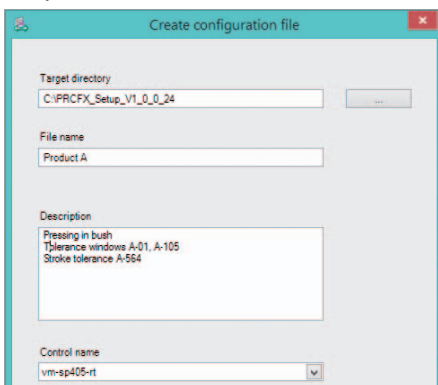 Create configuration file
Target directory
C:\PRCFX_Setup_V1_0_0_24
...
File name
Product A
Description
Pressing in bush
Tolerance windows A-01, A-105
Stroke tolerance A-564
Control name
vm-sp405-rt